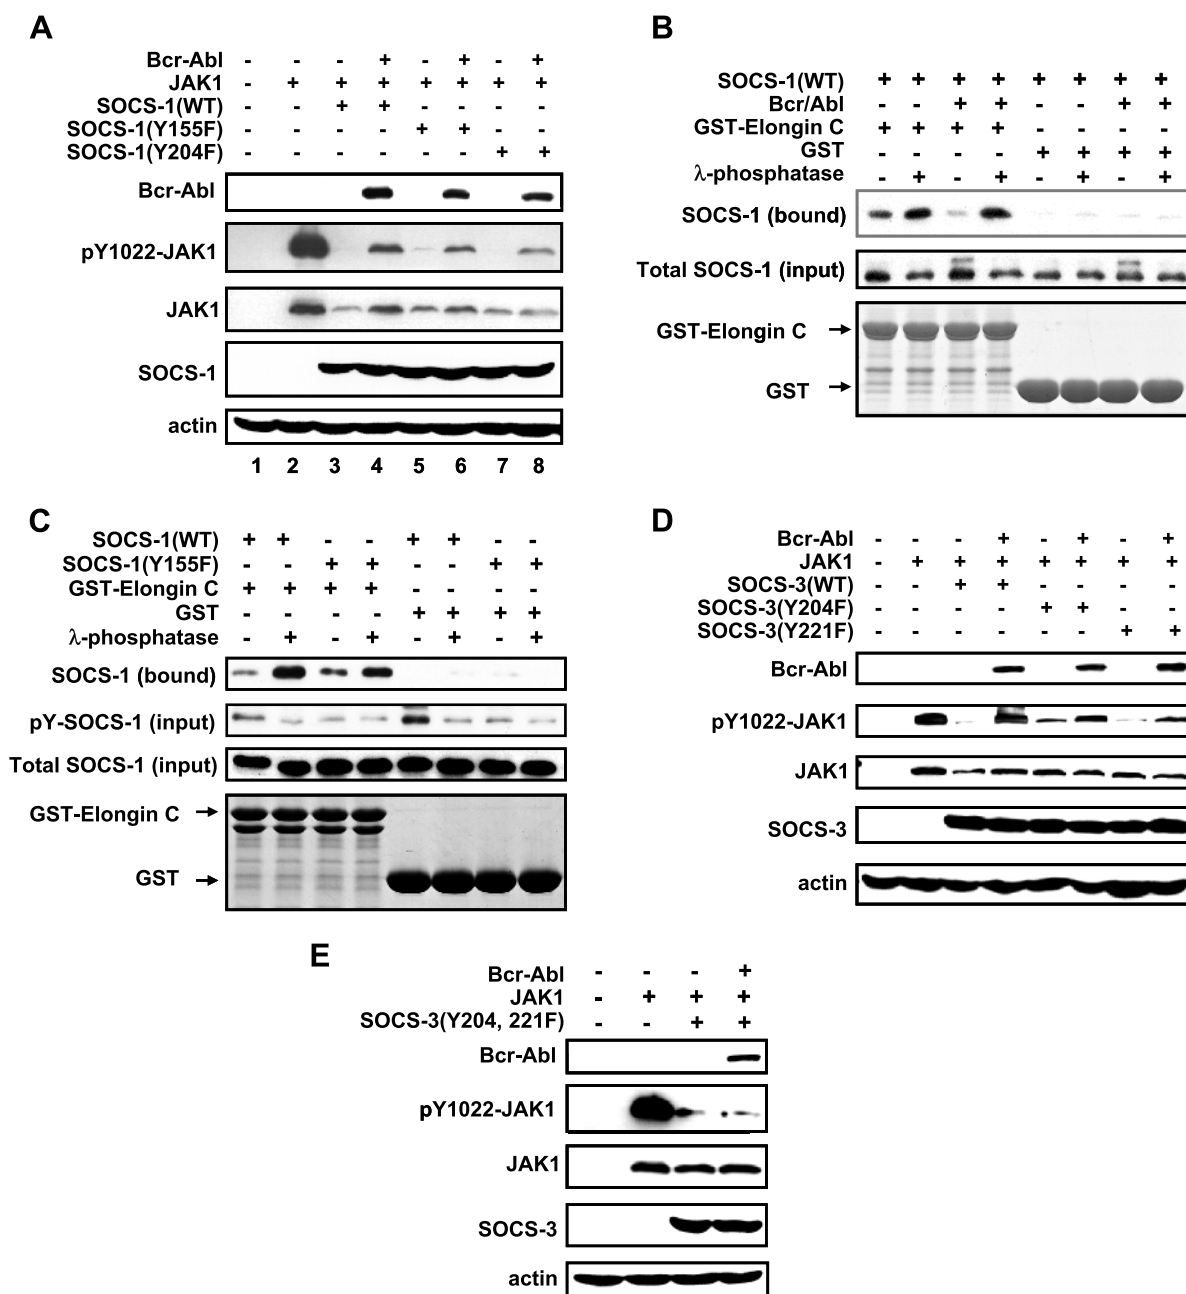 A
Bcr-Abl - - - + - + - +
JAK1 - + + + + + + +
SOCS-1(WT) - - + + - - - -
SOCS-1(Y155F) - - - - + + - -
SOCS-1(Y204F) - - - - - - + +
Bcr-Abl
pY1022-JAK1
JAK1
SOCS-1
actin
1 2 3 4 5 6 7 8
B
SOCS-1(WT) + + + + + + + +
Bcr/Abl - - + + - - + +
GST-Elongin C + + + + - - - -
GST - - - - + + + +
λ-phosphatase - + - + - + - +
SOCS-1 (bound)
Total SOCS-1 (input)
GST-Elongin C
GST
C
SOCS-1(WT) + + - - + + - -
SOCS-1(Y155F) - - + + - - + +
GST-Elongin C + + + + - - - -
GST - - - - + + + +
λ-phosphatase - + - + - + - +
SOCS-1 (bound)
pY-SOCS-1 (input)
Total SOCS-1 (input)
GST-Elongin C
GST
D
Bcr-Abl - - - + - + - +
JAK1 - + + + + + + +
SOCS-3(WT) - - + + - - - -
SOCS-3(Y204F) - - - - + + - -
SOCS-3(Y221F) - - - - - - + +
Bcr-Abl
pY1022-JAK1
JAK1
SOCS-3
actin
E
Bcr-Abl - - - +
JAK1 - + + +
SOCS-3(Y204, 221F) - - + +
Bcr-Abl
pY1022-JAK1
JAK1
SOCS-3
actin